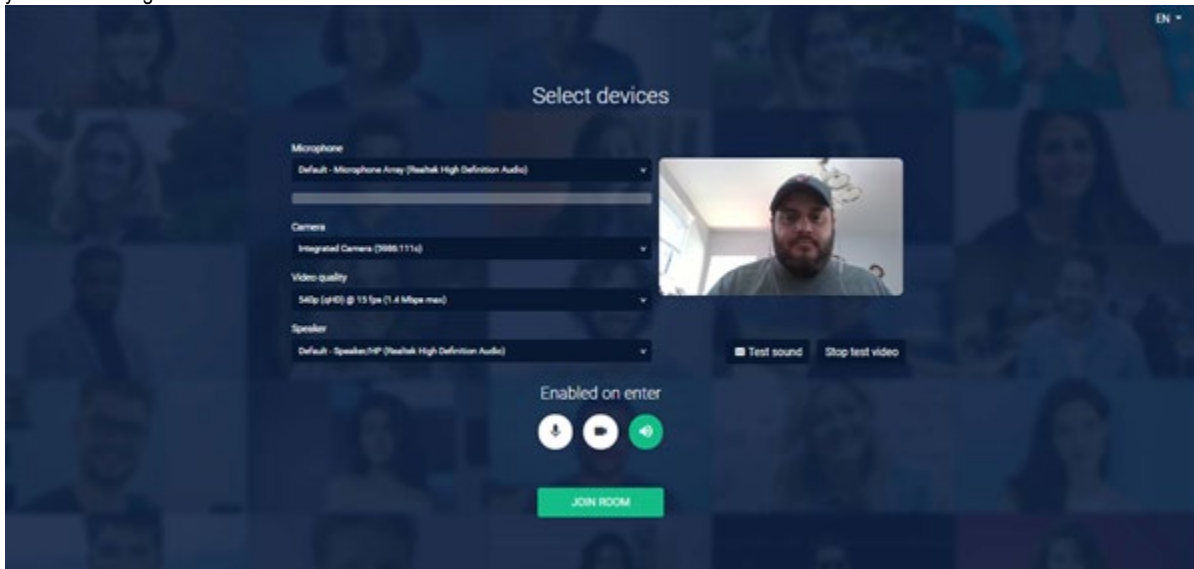 EN
Select devices
Microphone
Default - Microphone Array (Realtek High Definition Audio)
Camera
Integrated Camera (5986:111c)
Video quality
540p (qHD) @ 15 fps (1.4 Mbps max)
Speaker
Default - Speaker/HP (Realtek High Definition Audio)
Test sound
Stop test video
Enabled on enter
JOIN ROOM